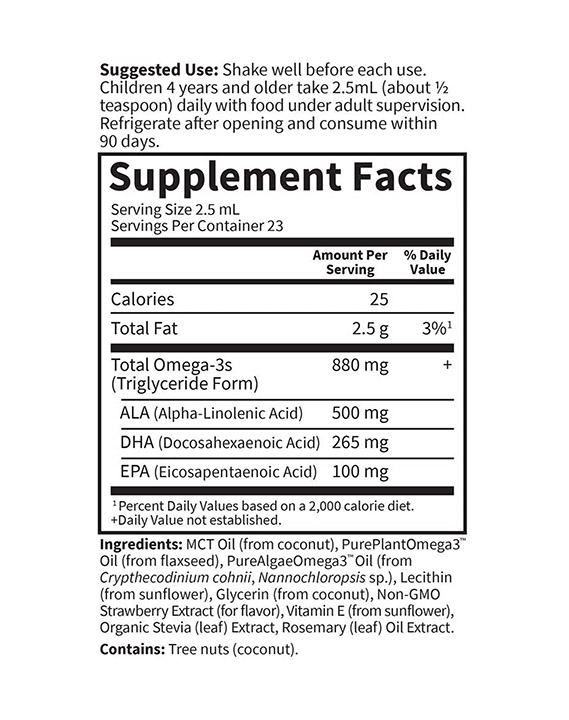 Suggested Use: Shake well before each use.
Children 4 years and older take 2.5mL (about ½
teaspoon) daily with food under adult supervision.
Refrigerate after opening and consume within
90 days.
Supplement Facts
Serving Size 2.5 mL
Servings Per Container 23
Amount Per Serving % Daily Value
Calories 25
Total Fat 2.5 g 3%¹
Total Omega-3s 880 mg +
(Triglyceride Form)
ALA (Alpha-Linolenic Acid) 500 mg
DHA (Docosahexaenoic Acid) 265 mg
EPA (Eicosapentaenoic Acid) 100 mg
¹ Percent Daily Values based on a 2,000 calorie diet.
+Daily Value not established.
Ingredients: MCT Oil (from coconut), PurePlantOmega3™
Oil (from flaxseed), PureAlgaeOmega3™ Oil (from
Crypthecodinium cohnii, Nannochloropsis sp.), Lecithin
(from sunflower), Glycerin (from coconut), Non-GMO
Strawberry Extract (for flavor), Vitamin E (from sunflower),
Organic Stevia (leaf) Extract, Rosemary (leaf) Oil Extract.
Contains: Tree nuts (coconut).